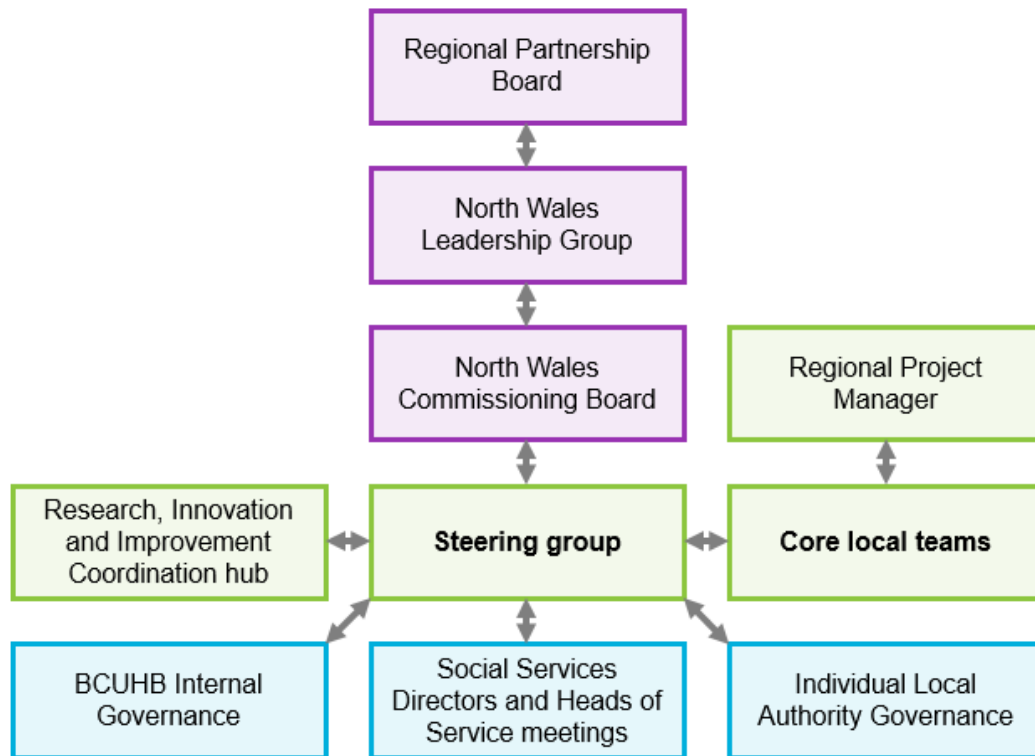 Regional Partnership
Board
North Wales
Leadership Group
North Wales
Commissioning Board
Regional Project
Manager
Research, Innovation
and Improvement
Coordination hub
Steering group
Core local teams
BCUHB Internal
Governance
Social Services
Directors and Heads of
Service meetings
Individual Local
Authority Governance